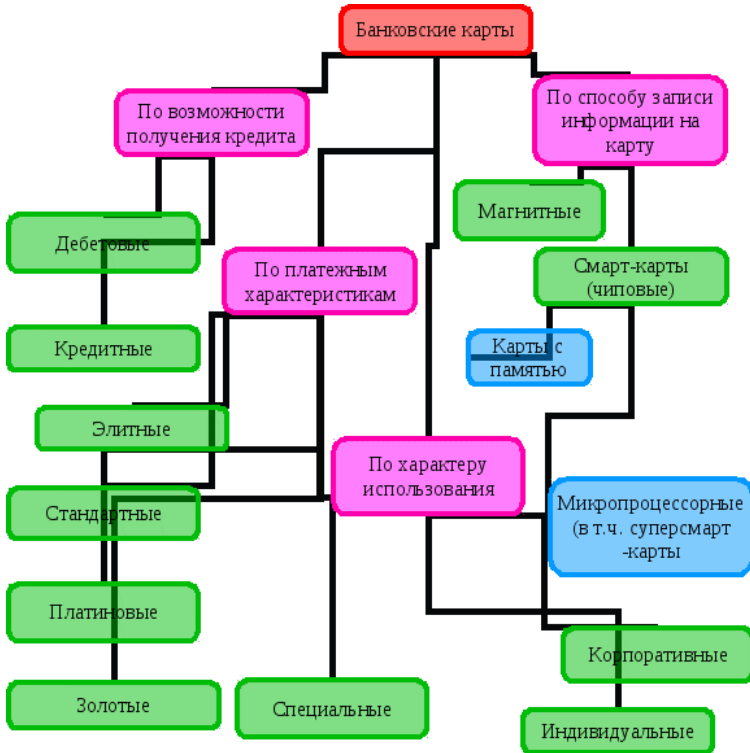 Банковские карты
По возможности
получения кредита
По способу записи
информации на
карту
Магнитные
Дебетовые
По платежным
характеристикам
Смарт-карты
(чиповые)
Кредитные
Карты с
памятью
Элитные
По характеру
использования
Стандартные
Микропроцессорные
(в т.ч. суперсмарт
-карты
Платиновые
Корпоративные
Золотые
Специальные
Индивидуальные